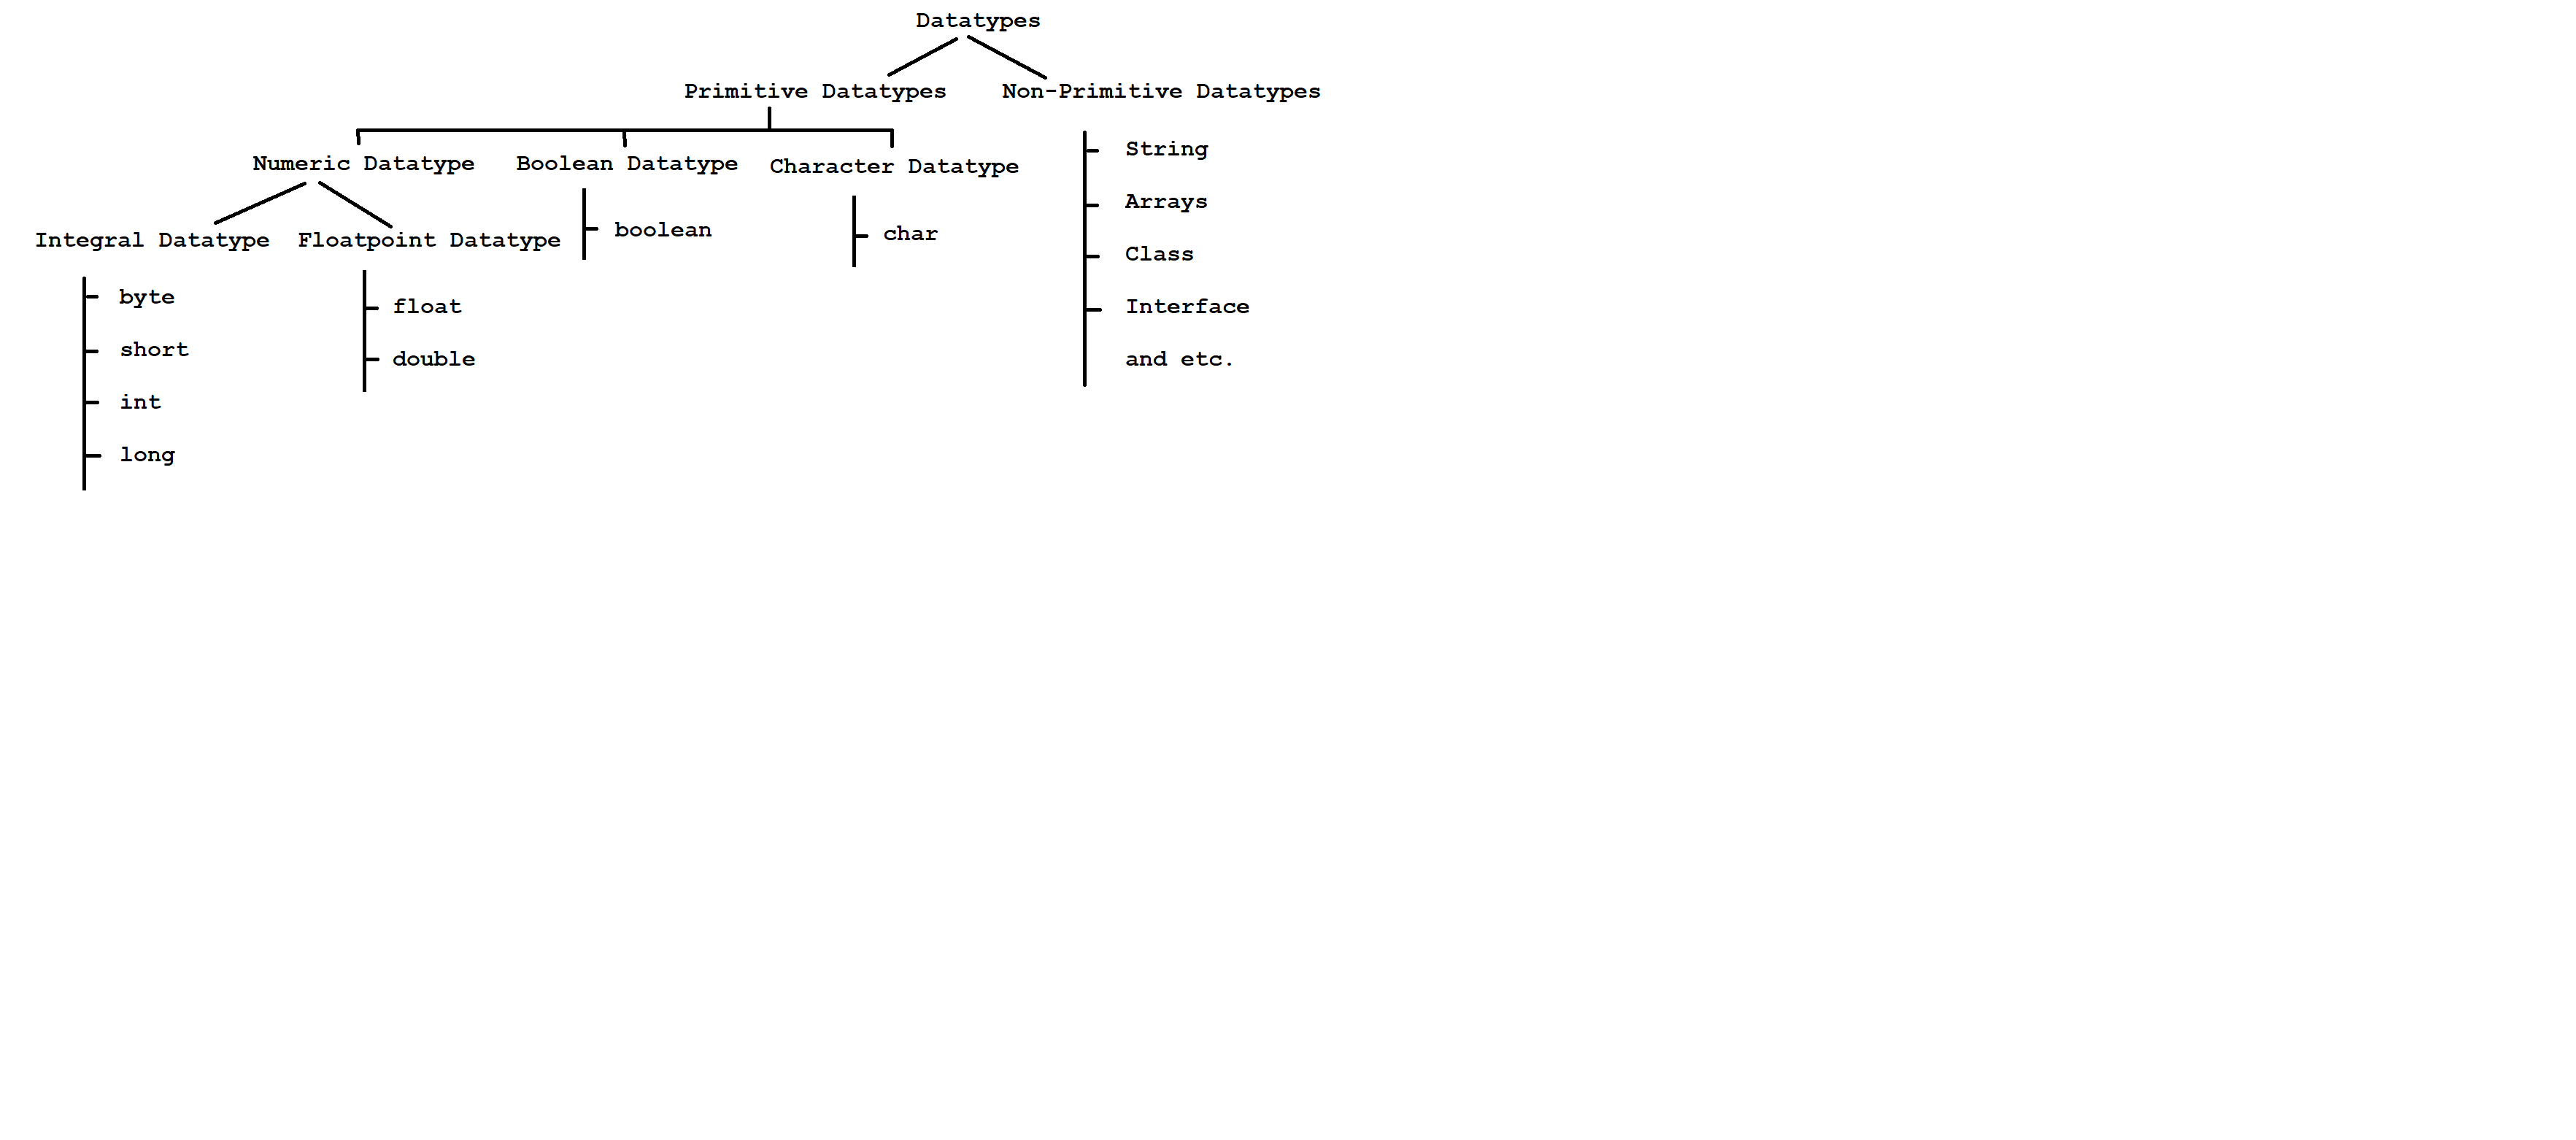 Datatypes
Primitive Datatypes Non-Primitive Datatypes
Numeric Datatype Boolean Datatype Character Datatype
Integral Datatype Floatpoint Datatype
byte
short
int
long
float
double
boolean
char
String
Arrays
Class
Interface
and etc.